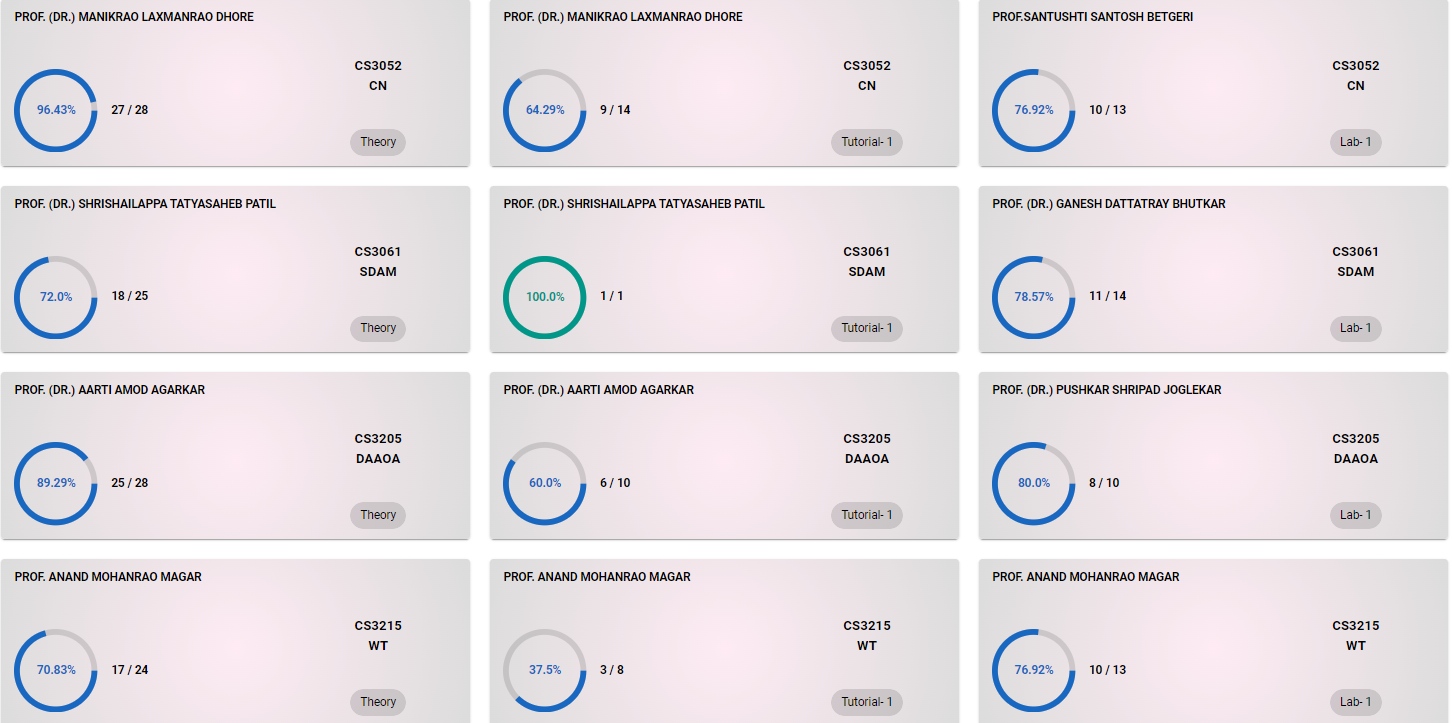 PROF. (DR.) MANIKRAO LAXMANRAO DHORE
CS3052
CN
96.43%
27 / 28
Theory
PROF. (DR.) MANIKRAO LAXMANRAO DHORE
CS3052
CN
64.29%
9 / 14
Tutorial- 1
PROF.SANTUSHTI SANTOSH BETGERI
CS3052
CN
76.92%
10 / 13
Lab- 1
PROF. (DR.) SHRISHAILAPPA TATYASAHEB PATIL
CS3061
SDAM
72.0%
18 / 25
Theory
PROF. (DR.) SHRISHAILAPPA TATYASAHEB PATIL
CS3061
SDAM
100.0%
1 / 1
Tutorial- 1
PROF. (DR.) GANESH DATTATRAY BHUTKAR
CS3061
SDAM
78.57%
11 / 14
Lab- 1
PROF. (DR.) AARTI AMOD AGARKAR
CS3205
DAAOA
89.29%
25 / 28
Theory
PROF. (DR.) AARTI AMOD AGARKAR
CS3205
DAAOA
60.0%
6 / 10
Tutorial- 1
PROF. (DR.) PUSHKAR SHRIPAD JOGLEKAR
CS3205
DAAOA
80.0%
8 / 10
Lab- 1
PROF. ANAND MOHANRAO MAGAR
CS3215
WT
70.83%
17 / 24
Theory
PROF. ANAND MOHANRAO MAGAR
CS3215
WT
37.5%
3 / 8
Tutorial- 1
PROF. ANAND MOHANRAO MAGAR
CS3215
WT
76.92%
10 / 13
Lab- 1